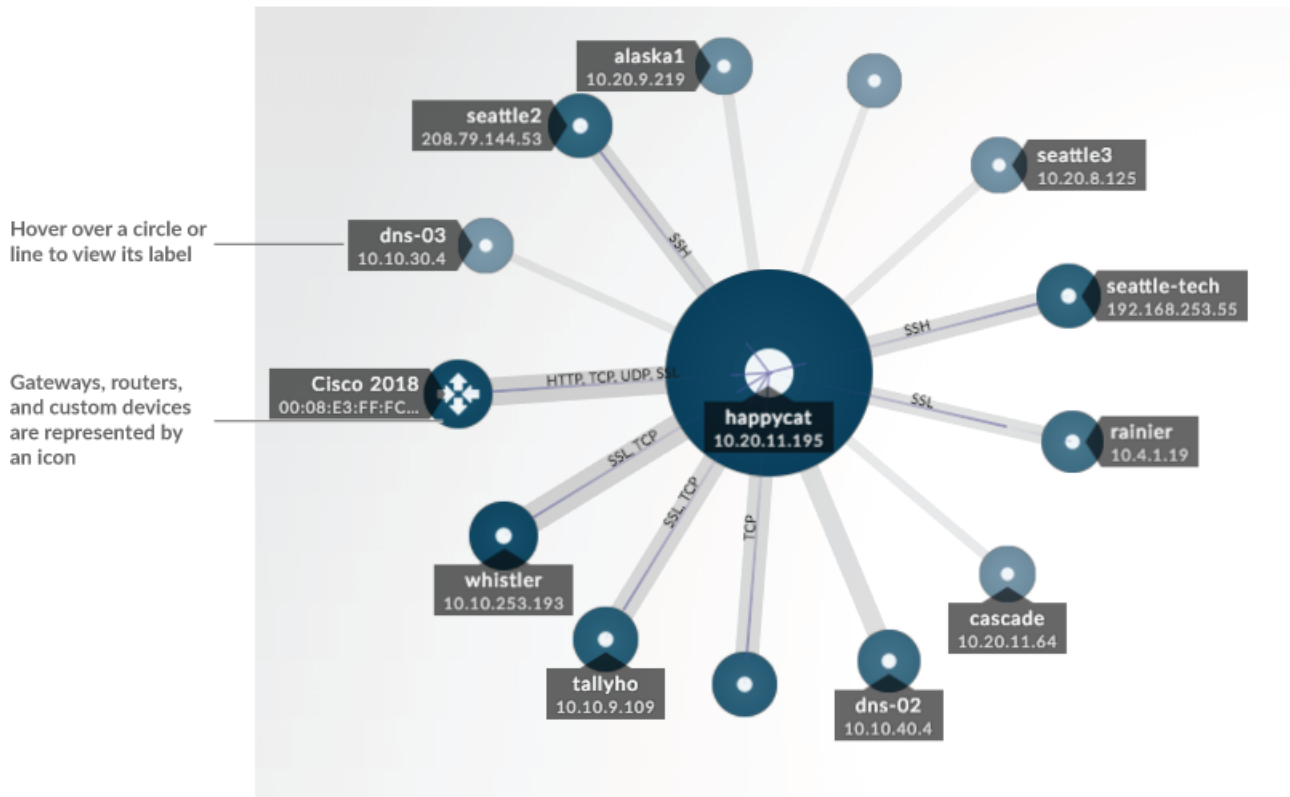 alaska1
10.20.9.219
seattle2
208.79.144.53
seattle3
10.20.8.125
Hover over a circle or
line to view its label
dns-03
10.10.30.4
SSH
seattle-tech
192.168.253.55
SSH
Gateways, routers,
and custom devices
are represented by
an icon
Cisco 2018
00:08:E3:FF:FC...
HTTP, TCP, UDP, SSL
happycat
10.20.11.195
SSL
rainier
10.4.1.19
SSL, TCP
SSL, TCP
TCP
whistler
10.10.253.193
cascade
10.20.11.64
tallyho
10.10.9.109
dns-02
10.10.40.4